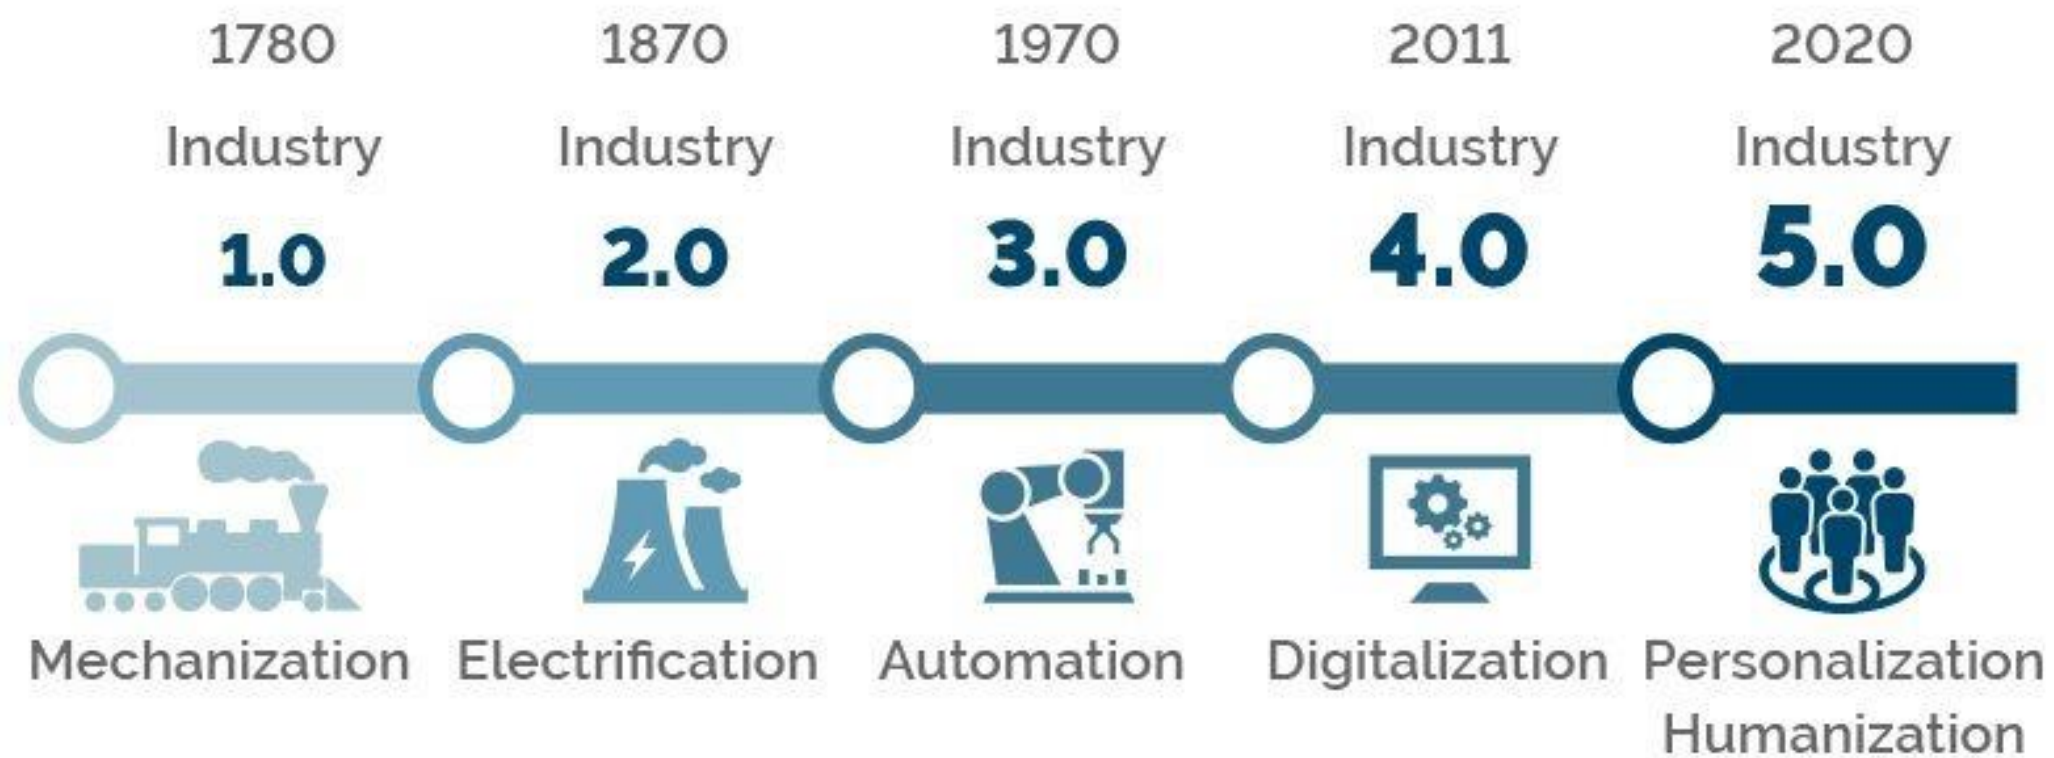 1780
Industry
1.0
Mechanization
1870
Industry
2.0
Electrification
1970
Industry
3.0
Automation
2011
Industry
4.0
Digitalization
2020
Industry
5.0
Personalization
Humanization